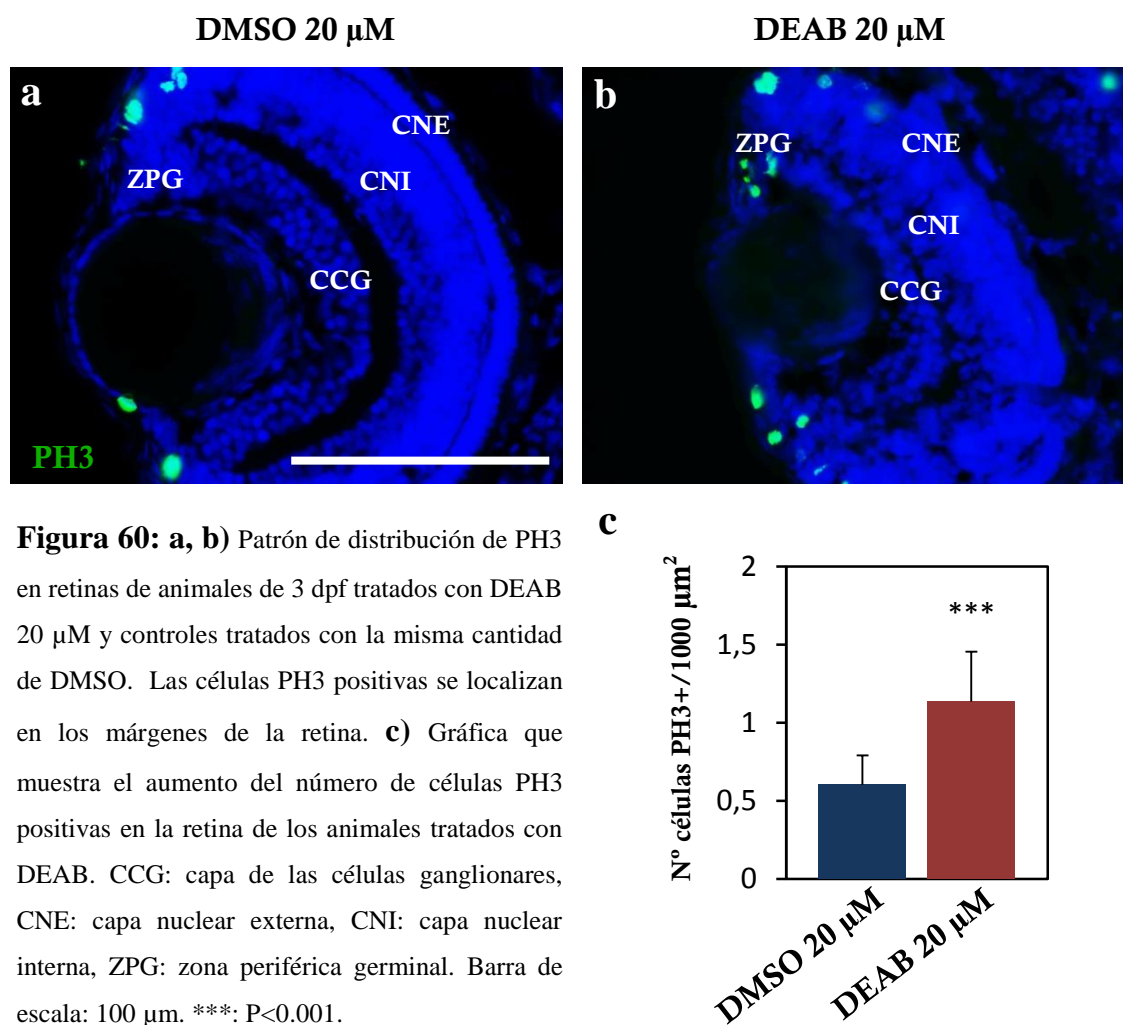 DMSO 20 µM
DEAB 20 µM
a
CNE
CNI
ZPG
CCG
PH3
b
ZPG
CNE
CNI
CCG
Figura 60: a, b) Patrón de distribución de PH3
en retinas de animales de 3 dpf tratados con DEAB
20 µM y controles tratados con la misma cantidad
de DMSO. Las células PH3 positivas se localizan
en los márgenes de la retina. c) Gráfica que
muestra el aumento del número de células PH3
positivas en la retina de los animales tratados con
DEAB. CCG: capa de las células ganglionares,
CNE: capa nuclear externa, CNI: capa nuclear
interna, ZPG: zona periférica germinal. Barra de
escala: 100 µm. ***: P<0.001.
c
Nº células PH3+/1000 µm²
2
1,5
1
0,5
0
***
DMSO 20 µM
DEAB 20 µM